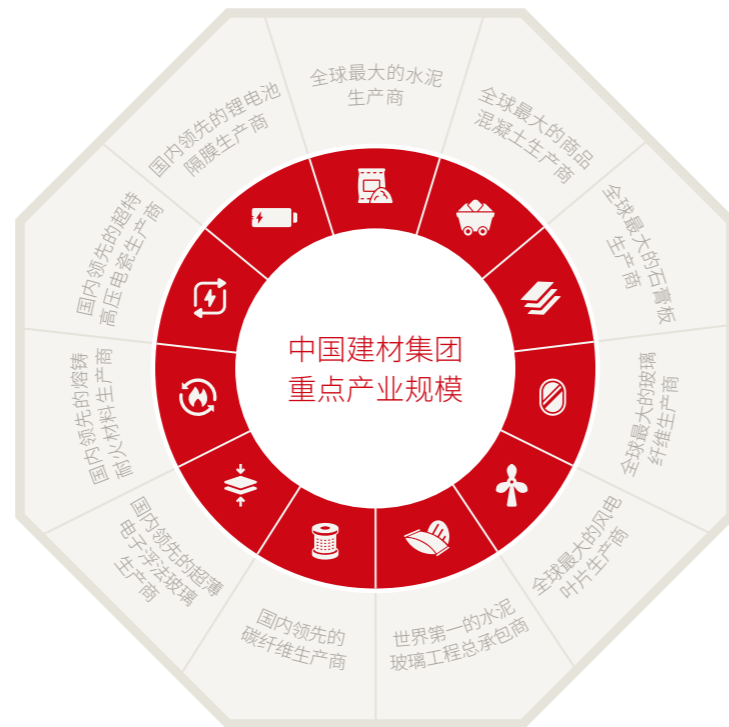 中国建材集团
重点产业规模
全球最大的水泥
生产商
全球最大的商品
混凝土生产商
全球最大的石膏板
生产商
全球最大的玻璃
纤维生产商
全球最大的风电
叶片生产商
世界第一的水泥
玻璃工程总承包商
国内领先的
碳纤维生产商
国内领先的超薄
电子浮法玻璃
生产商
国内领先的熔铸
耐火材料生产商
国内领先的超特
高压电瓷生产商
国内领先的锂电池
隔膜生产商